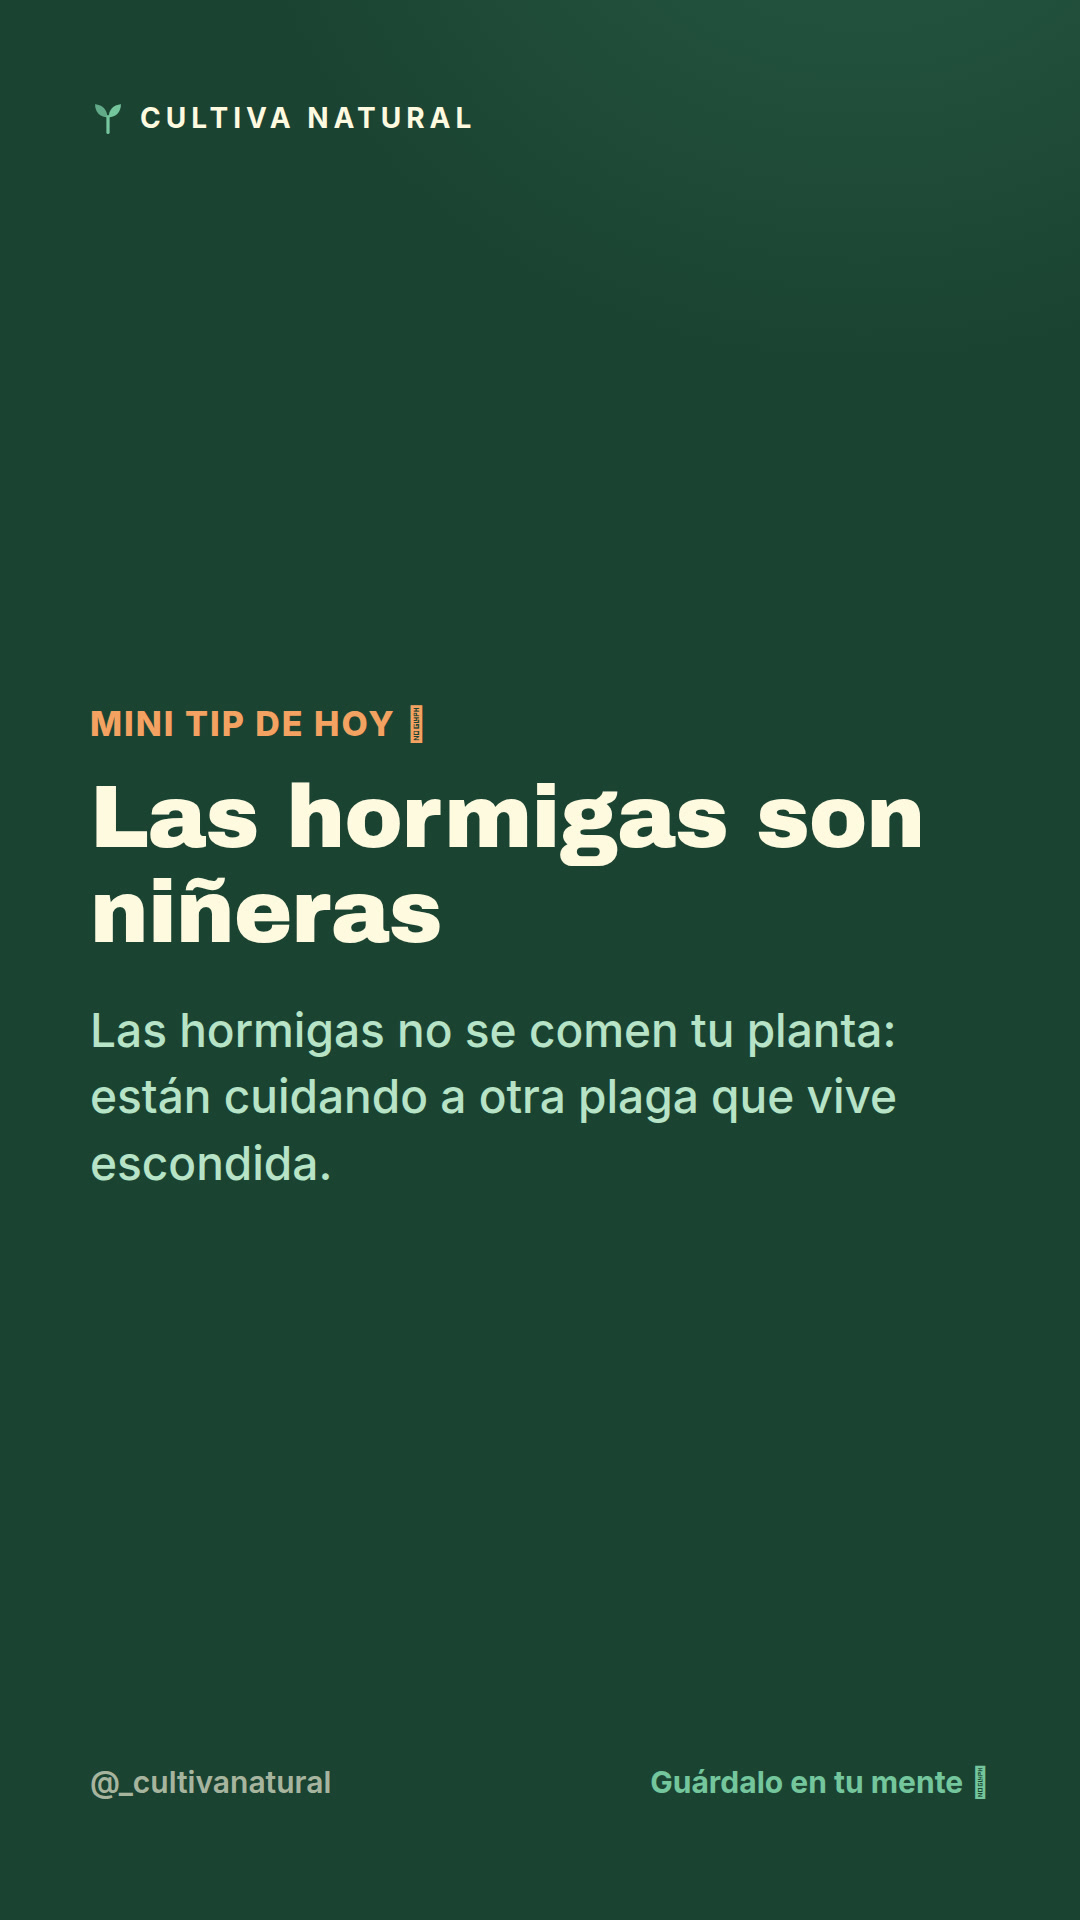 CULTIVA NATURAL
MINI TIP DE HOY
Las hormigas son
niñeras
Las hormigas no se comen tu planta:
están cuidando a otra plaga que vive
escondida.
@_cultivanatural
Guárdalo en tu mente